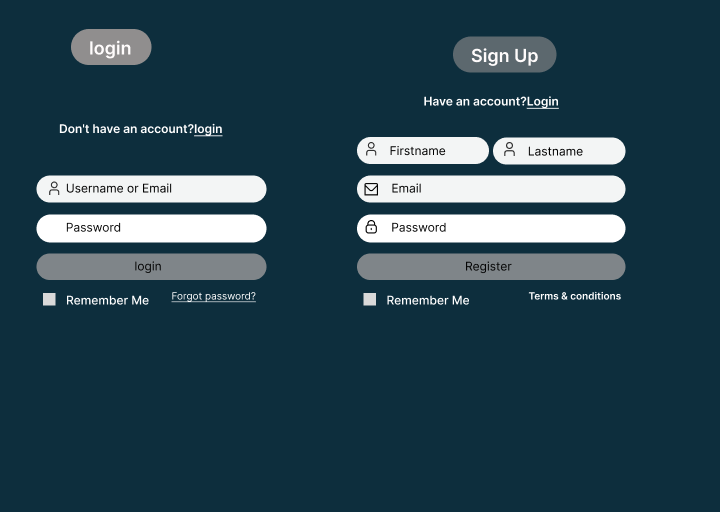 login
Don't have an account?login
Username or Email
Password
login
Remember Me
Forgot password?
Sign Up
Have an account?Login
Firstname
Lastname
Email
Password
Register
Remember Me
Terms & conditions